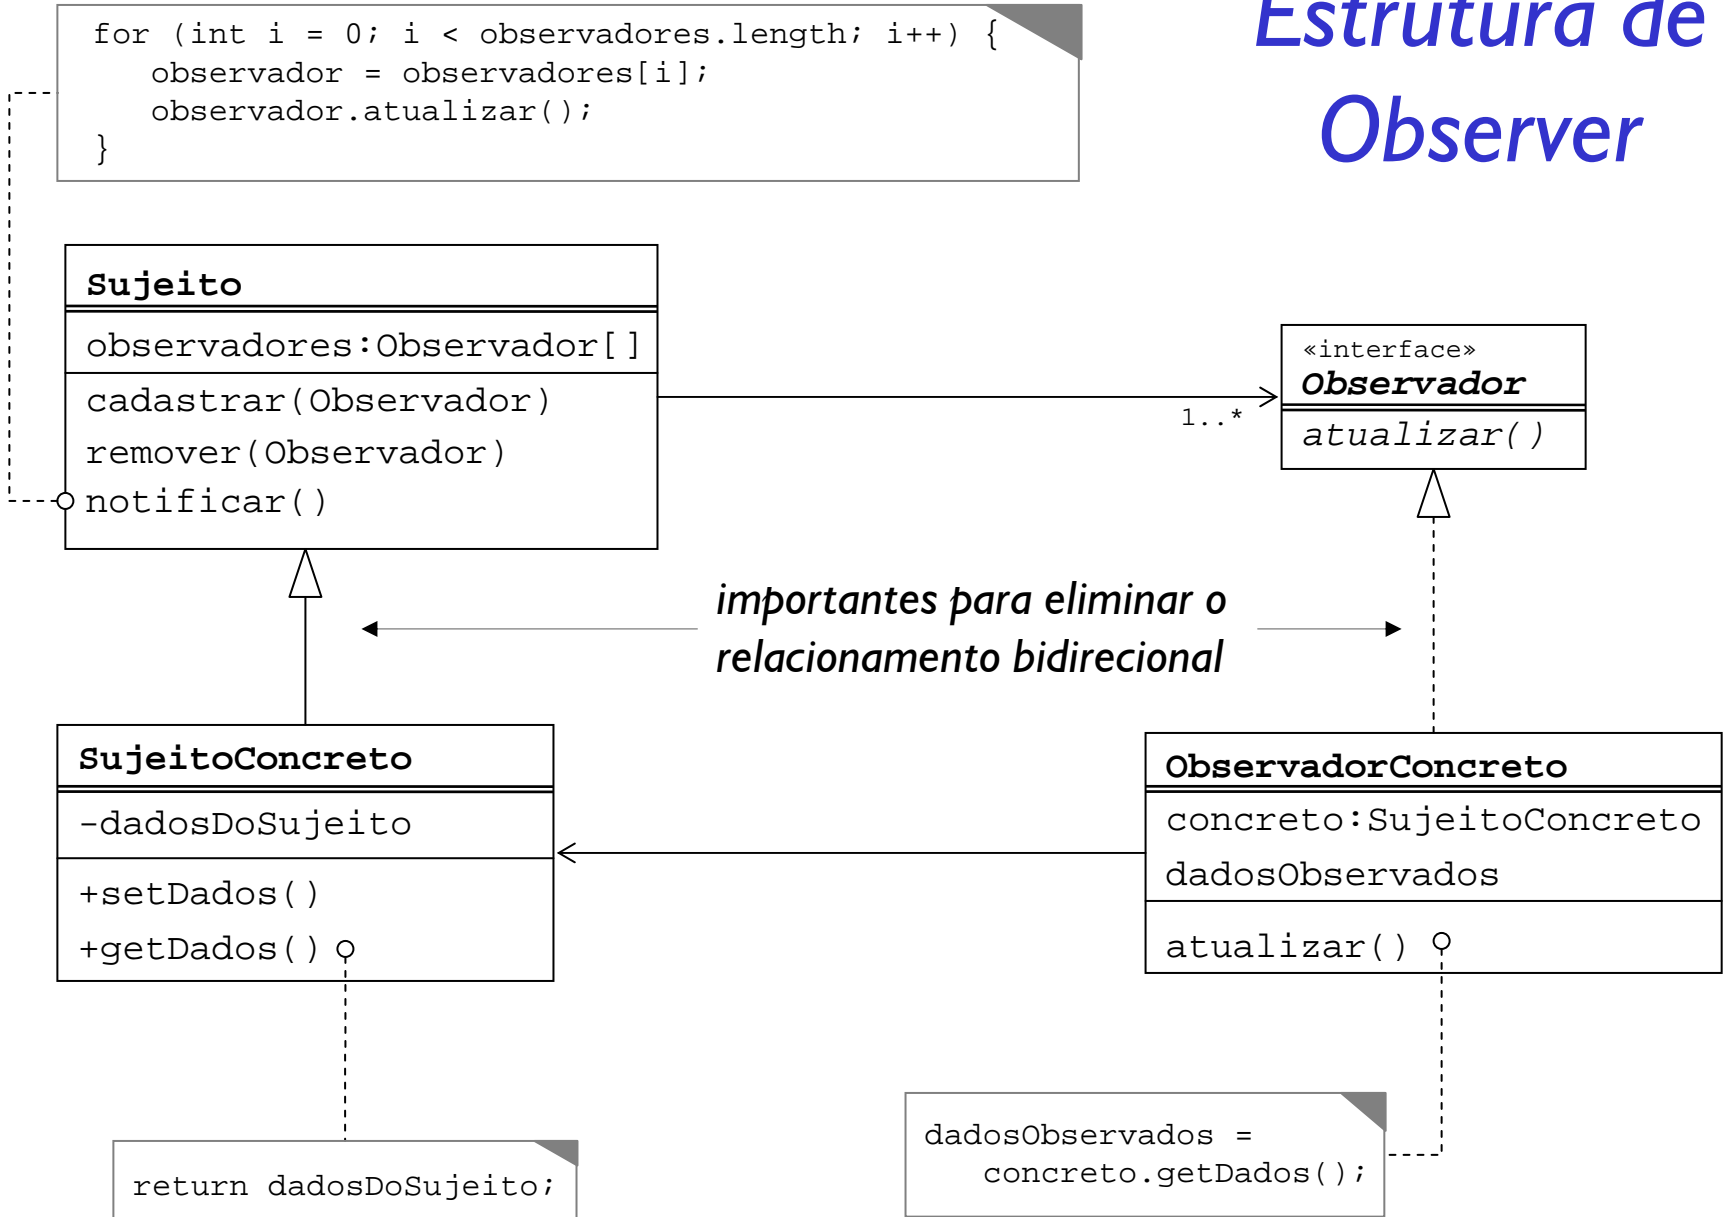 Estrutura de
Observer
for (int i = 0; i < observadores.length; i++) {
observador = observadores[i];
observador.atualizar();
}
Sujeito
observadores:Observador[]
cadastrar(Observador)
remover(Observador)
notificar()
«interface»
Observador
atualizar()
1..*
importantes para eliminar o
relacionamento bidirecional
SujeitoConcreto
-dadosDoSujeito
+setDados()
+getDados()
ObservadorConcreto
concreto:SujeitoConcreto
dadosObservados
atualizar()
return dadosDoSujeito;
dadosObservados =
concreto.getDados();